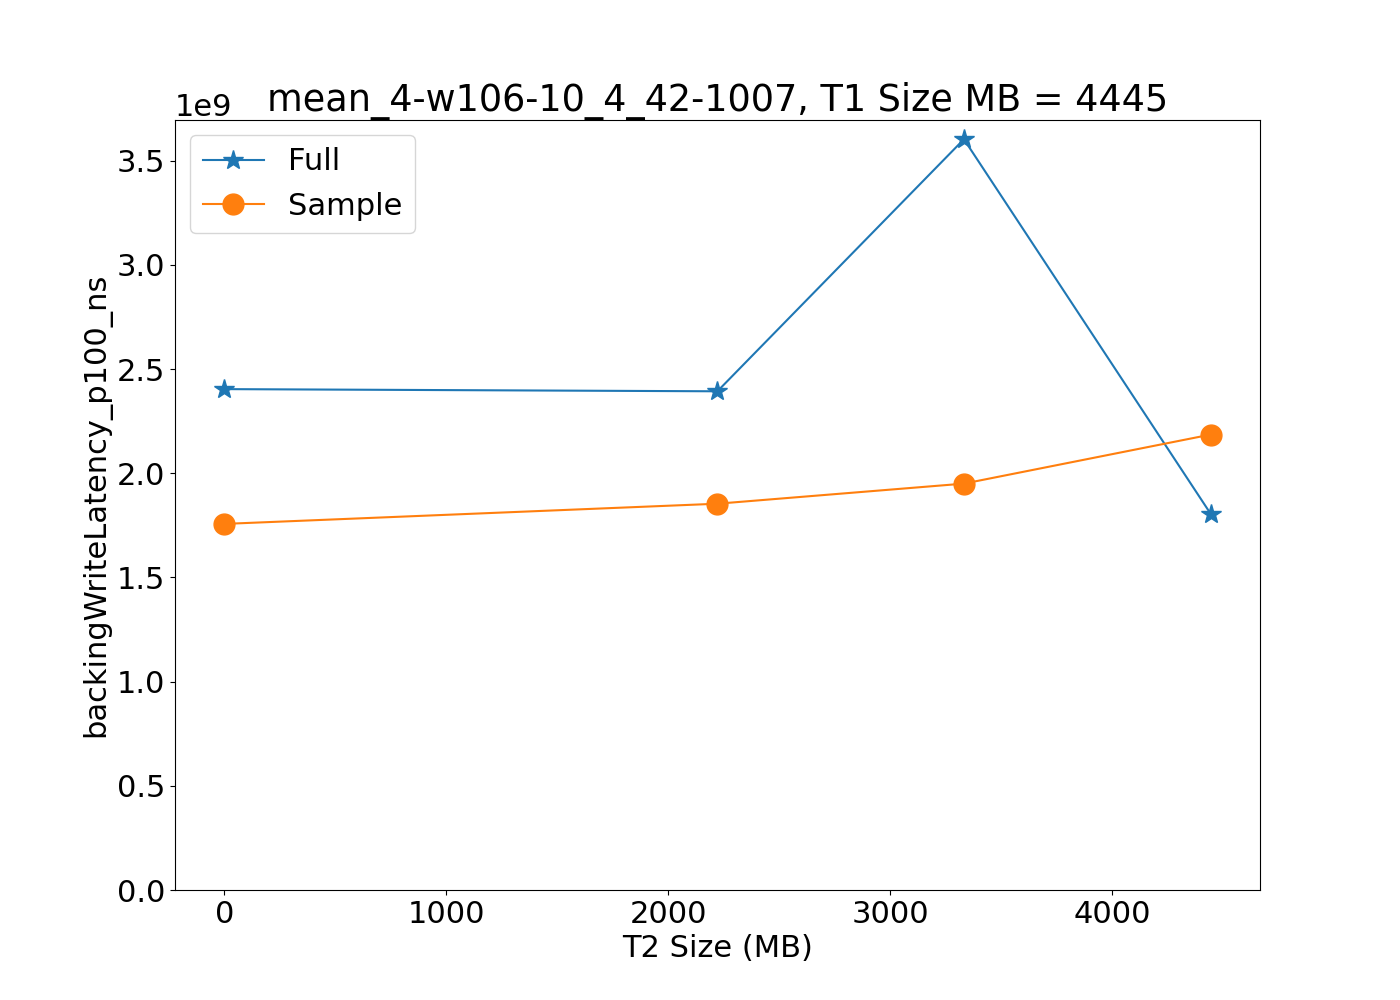 mean_4-w106-10_4_42-1007, T1 Size MB = 4445
1e9
Full
Sample
3.5
3.0
2.5
2.0
1.5
1.0
0.5
0.0
backingWriteLatency_p100_ns
0 1000 2000 3000 4000
T2 Size (MB)